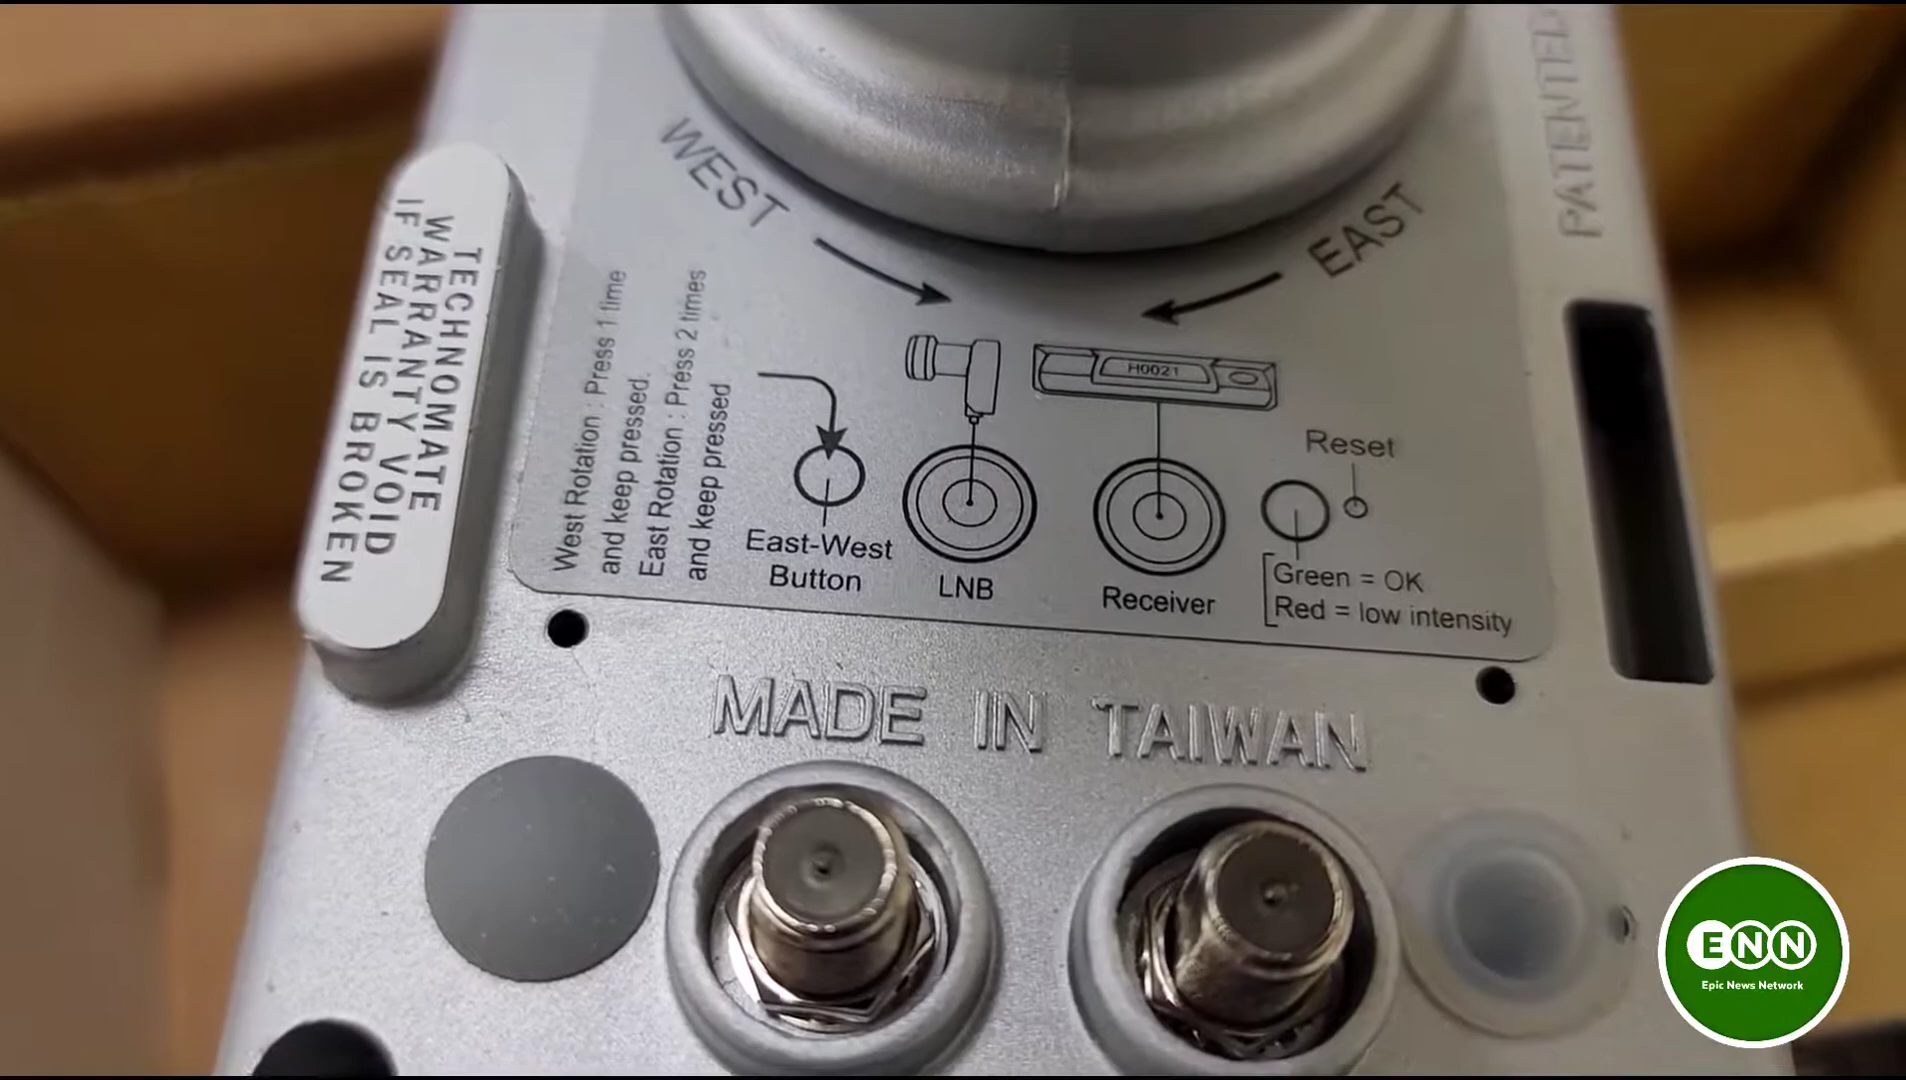 PATENTED
WEST
EAST
TECHNOMATE
WARRANTY VOID
IF SEAL IS BROKEN
West Rotation : Press 1 time
and keep pressed.
East Rotation : Press 2 times
and keep pressed
H0021
Reset
East-West
Button
LNB
Receiver
Green = OK
Red = low intensity
MADE IN TAIWAN
ENN
Epic News Network